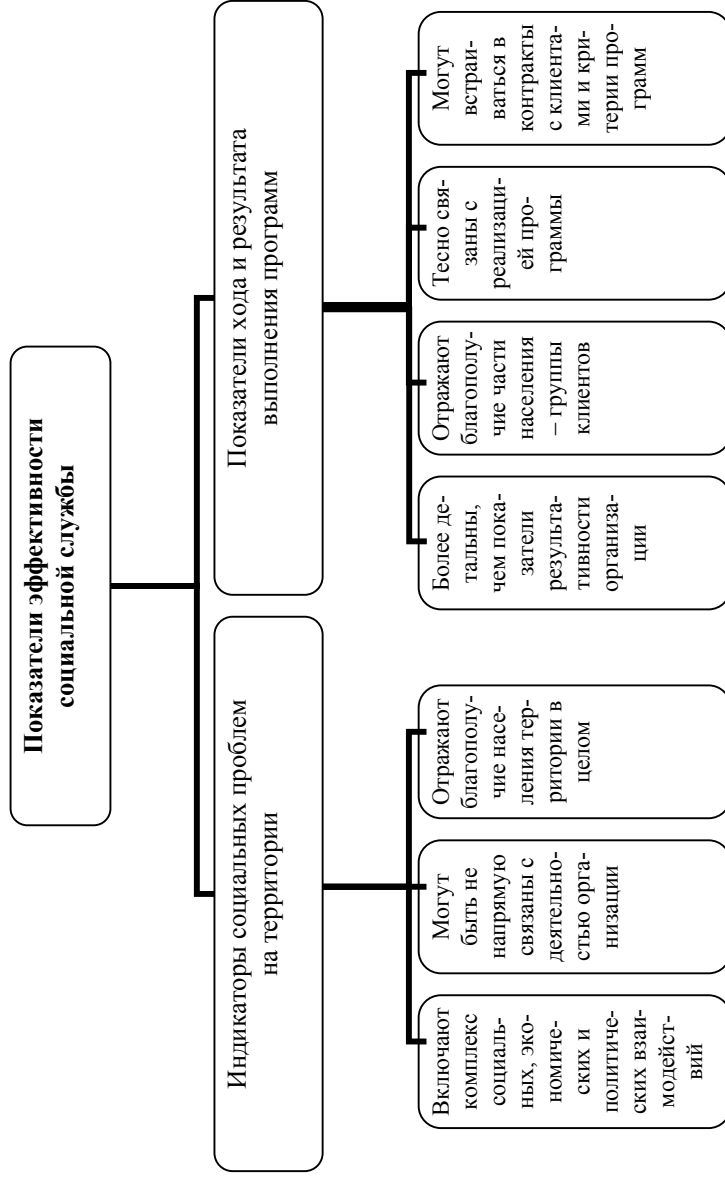 Показатели эффективности
социальной службы
Индикаторы социальных проблем
на территории
Показатели хода и результата
выполнения программ
Включают
комплекс
социаль-
ных, эко-
номиче-
ских и
политиче-
ских взаи-
модейст-
вий
Могут
быть не
напрямую
связаны с
деятельно-
стью орга-
низации
Отражают
благополу-
чие насе-
ления тер-
ритории в
целом
Более де-
тальны,
чем пока-
затели
результа-
тивности
организа-
ции
Отражают
благополу-
чие части
населения
– группы
клиентов
Тесно свя-
заны с
реализаци-
ей про-
граммы
Могут
встраи-
ваться в
контракты
с клиента-
ми и кри-
терии про-
грамм